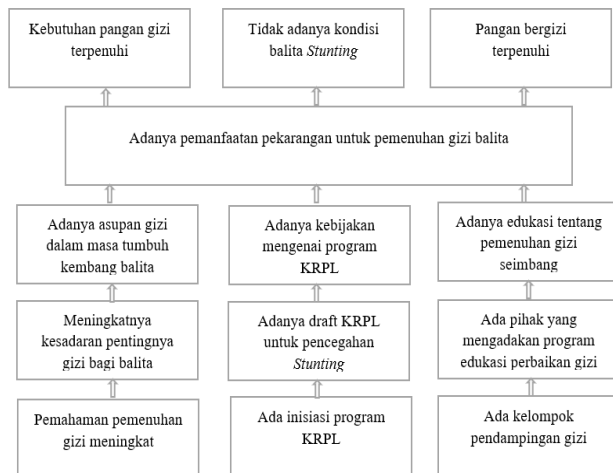 Kebutuhan pangan gizi
terpenuhi
Tidak adanya kondisi
balita Stunting
Pangan bergizi
terpenuhi
Adanya pemanfaatan pekarangan untuk pemenuhan gizi balita
Adanya asupan gizi
dalam masa tumbuh
kembang balita
Adanya kebijakan
mengenai program
KRPL
Adanya edukasi tentang
pemenuhan gizi
seimbang
Meningkatnya
kesadaran pentingnya
gizi bagi balita
Adanya draft KRPL
untuk pencegahan
Stunting
Ada pihak yang
mengadakan program
edukasi perbaikan gizi
Pemahaman pemenuhan
gizi meningkat
Ada inisiasi program
KRPL
Ada kelompok
pendampingan gizi